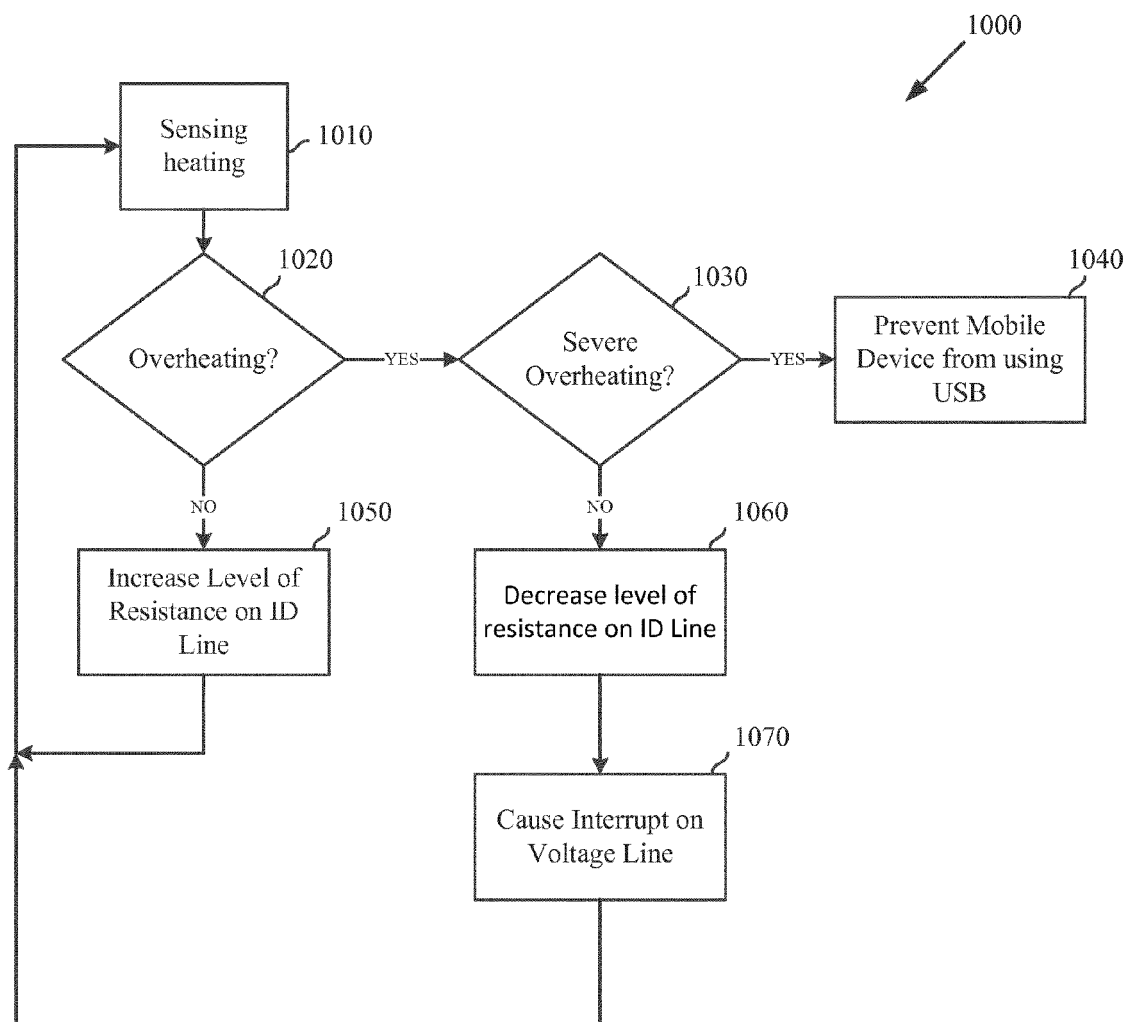 1000
Sensing
heating
1010
1020
Overheating?
YES
1030
Severe
Overheating?
YES
1040
Prevent Mobile
Device from using
USB
NO
1050
Increase Level of
Resistance on ID
Line
NO
1060
Decrease level of
resistance on ID Line
1070
Cause Interrupt on
Voltage Line